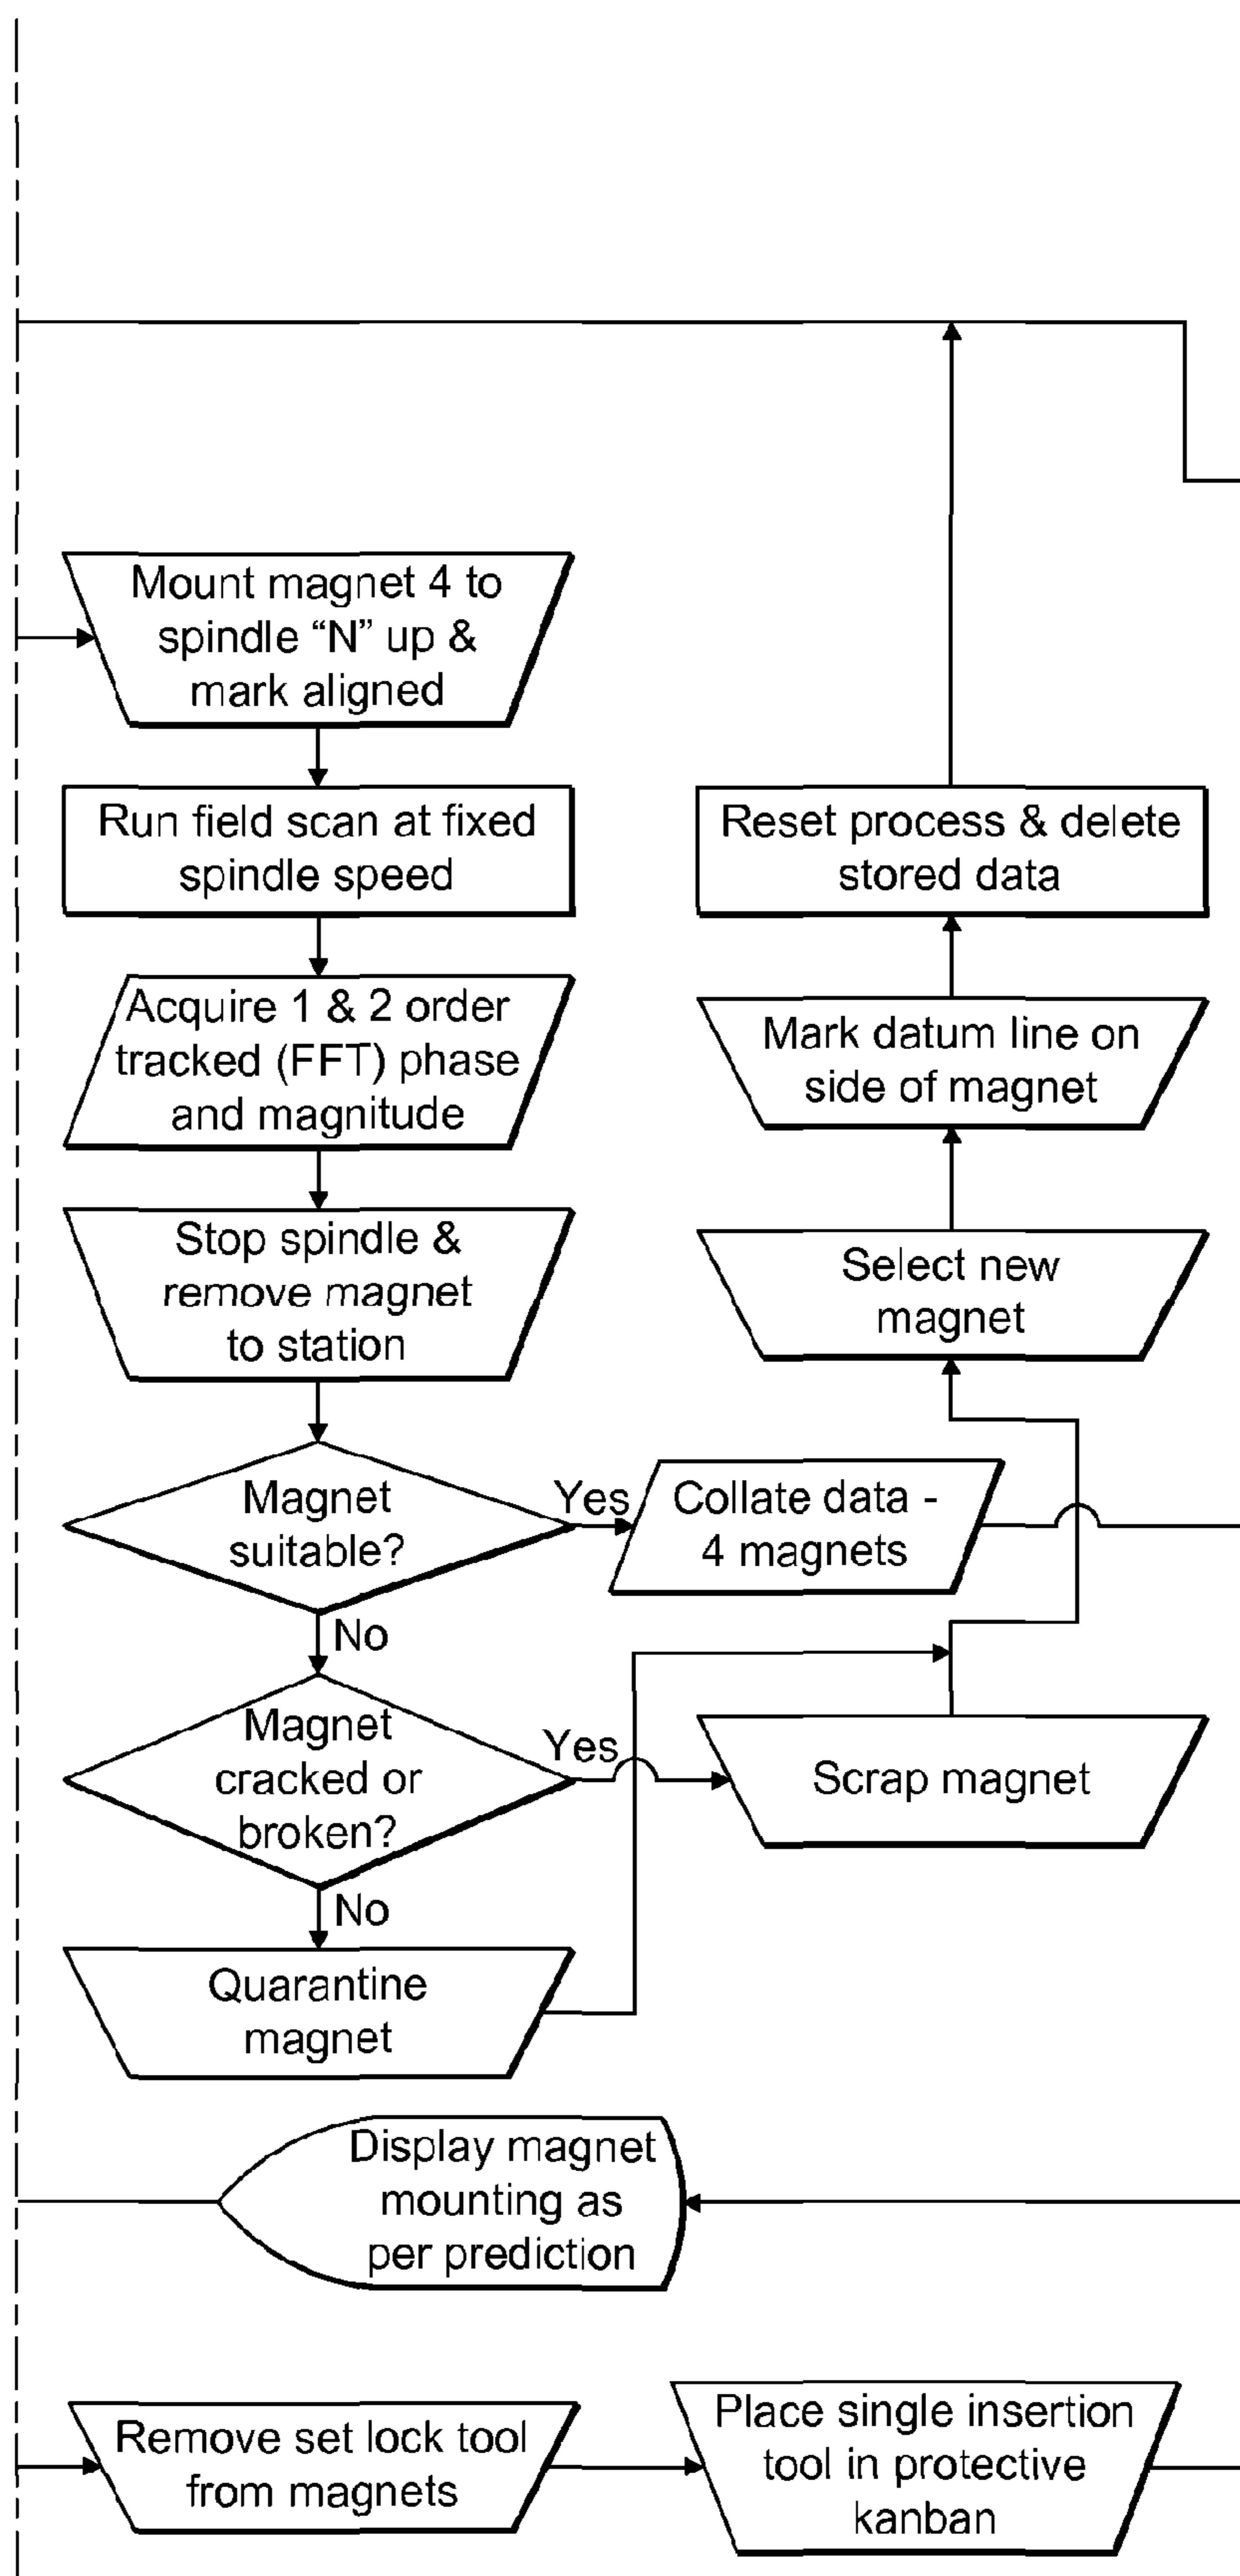 Mount magnet 4 to
spindle “N” up &
mark aligned
Run field scan at fixed
spindle speed
Acquire 1 & 2 order
tracked (FFT) phase
and magnitude
Stop spindle &
remove magnet
to station
Magnet
suitable?
Yes
No
Collate data -
4 magnets
Magnet
cracked or
broken?
Yes
No
Scrap magnet
Quarantine
magnet
Select new
magnet
Mark datum line on
side of magnet
Reset process & delete
stored data
Display magnet
mounting as
per prediction
Remove set lock tool
from magnets
Place single insertion
tool in protective
kanban